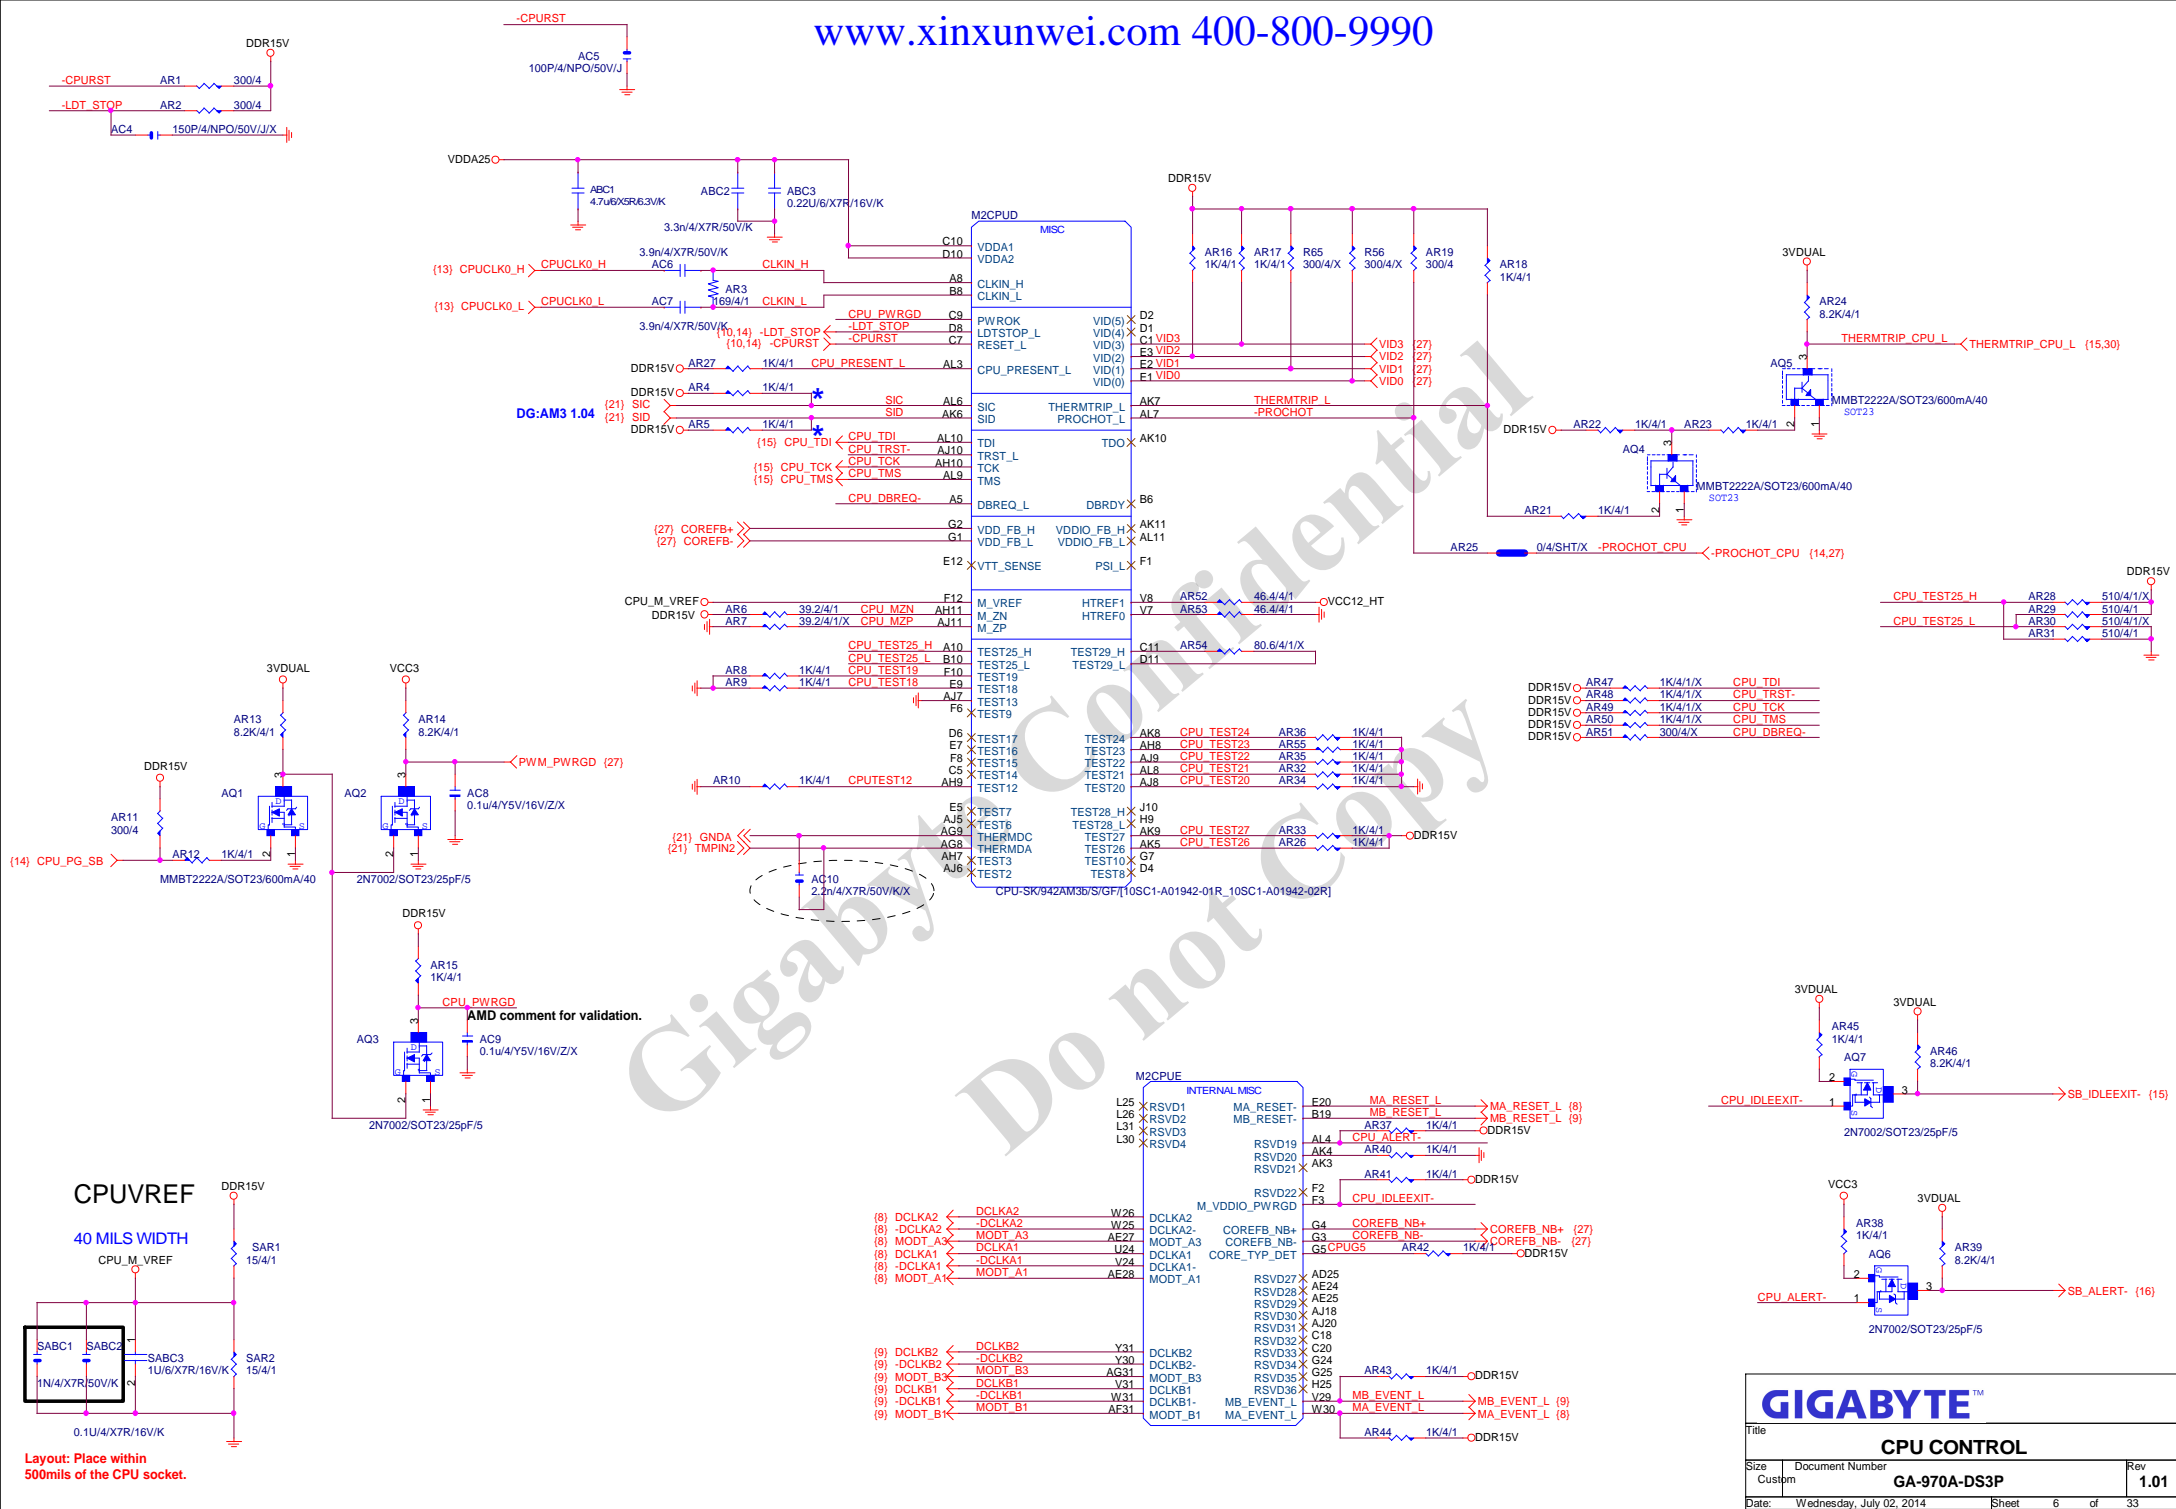 www.xinxunwei.com 400-800-9990
-CPURST
AC5
100P/4/NPO/50V/J
DDR15V
-CPURST AR1 300/4
-LDT_STOP AR2 300/4
AC4 150P/4/NPO/50V/J/X
VDDA25
ABC1
4.7u/6/X5R/6.3V/K
ABC2
3.3n/4/X7R/50V/K
ABC3
0.22U/6/X7R/16V/K
3.9n/4/X7R/50V/K
{13} CPUCLK0_H CPUCLK0_H AC6 CLKIN_H
AR3
169/4/1
{13} CPUCLK0_L CPUCLK0_L AC7 CLKIN_L
3.9n/4/X7R/50V/K
CPU_PWRGD
{10,14} -LDT_STOP -LDT_STOP
{10,14} -CPURST -CPURST
DDR15V AR27 1K/4/1 CPU_PRESENT_L
DDR15V AR4 1K/4/1 *
DG:AM3 1.04
{21} SIC SIC
{21} SID SID
DDR15V AR5 1K/4/1 *
{15} CPU_TDI CPU_TDI
CPU_TRST-
{15} CPU_TCK CPU_TCK
{15} CPU_TMS CPU_TMS
CPU_DBREQ-
{27} COREFB+
{27} COREFB-
CPU_M_VREF
DDR15V AR6 39.2/4/1 CPU_MZN
AR7 39.2/4/1/X CPU_MZP
CPU_TEST25_H
CPU_TEST25_L
AR8 1K/4/1 CPU_TEST19
AR9 1K/4/1 CPU_TEST18
AR10 1K/4/1 CPUTEST12
{21} GNDA
{21} TMPIN2
AC10
2.2n/4/X7R/50V/K/X
M2CPUD
MISC
C10 VDDA1
D10 VDDA2
A8 CLKIN_H
B8 CLKIN_L
C9 PWROK VID(5) D2
D8 LDTSTOP_L VID(4) D1
C7 RESET_L VID(3) C1 VID3
VID(2) E3 VID2
AL3 CPU_PRESENT_L VID(1) E2 VID1
VID(0) E1 VID0
AL6 SIC THERMTRIP_L AK7 THERMTRIP_L
AK6 SID PROCHOT_L AL7 -PROCHOT
AL10 TDI TDO AK10
AJ10 TRST_L
AH10 TCK
AL9 TMS
A5 DBREQ_L DBRDY B6
G2 VDD_FB_H VDDIO_FB_H AK11
G1 VDD_FB_L VDDIO_FB_L AL11
E12 VTT_SENSE PSI_L F1
F12 M_VREF HTREF1 V8
AH11 M_ZN HTREF0 V7
AJ11 M_ZP
A10 TEST25_H TEST29_H C11
B10 TEST25_L TEST29_L D11
F10 TEST19
E9 TEST18
AJ7 TEST13
F6 TEST9
D6 TEST17 TEST24 AK8
E7 TEST16 TEST23 AH8
F8 TEST15 TEST22 AJ9
C5 TEST14 TEST21 AL8
AH9 TEST12 TEST20 AJ8
E5 TEST7 TEST28_H J10
AJ5 TEST6 TEST28_L H9
AG9 THERMDC TEST27 AK9
AG8 THERMDA TEST26 AK5
AH7 TEST3 TEST10 G7
AJ6 TEST2 TEST8 D4
CPU-SK/942AM3b/S/GF/[10SC1-A01942-01R_10SC1-A01942-02R]
DDR15V
AR16
1K/4/1
AR17
1K/4/1
R65
300/4/X
R56
300/4/X
AR19
300/4
AR18
1K/4/1
VID3 {27}
VID2 {27}
VID1 {27}
VID0 {27}
3VDUAL
AR24
8.2K/4/1
THERMTRIP_CPU_L THERMTRIP_CPU_L {15,30}
AQ5
3
MMBT2222A/SOT23/600mA/40
SOT23
2 1
DDR15V AR22 1K/4/1 AR23 1K/4/1
AQ4
3
MMBT2222A/SOT23/600mA/40
SOT23
2 1
AR21 1K/4/1
AR25 0/4/SHT/X -PROCHOT_CPU -PROCHOT_CPU {14,27}
AR52 46.4/4/1 VCC12_HT
AR53 46.4/4/1
AR54 80.6/4/1/X
DDR15V
CPU_TEST25_H AR28 510/4/1/X
AR29 510/4/1
CPU_TEST25_L AR30 510/4/1/X
AR31 510/4/1
DDR15V AR47 1K/4/1/X CPU_TDI
DDR15V AR48 1K/4/1/X CPU_TRST-
DDR15V AR49 1K/4/1/X CPU_TCK
DDR15V AR50 1K/4/1/X CPU_TMS
DDR15V AR51 300/4/X CPU_DBREQ-
CPU_TEST24 AR36 1K/4/1
CPU_TEST23 AR55 1K/4/1
CPU_TEST22 AR35 1K/4/1
CPU_TEST21 AR32 1K/4/1
CPU_TEST20 AR34 1K/4/1
CPU_TEST27 AR33 1K/4/1 DDR15V
CPU_TEST26 AR26 1K/4/1
3VDUAL
AR13
8.2K/4/1
VCC3
AR14
8.2K/4/1
PWM_PWRGD {27}
DDR15V
AR11
300/4
AQ1
3
D
G S
AQ2
3
D
G S
AC8
0.1u/4/Y5V/16V/Z/X
{14} CPU_PG_SB AR12 1K/4/1 2 1 2 1
MMBT2222A/SOT23/600mA/40 2N7002/SOT23/25pF/5
DDR15V
AR15
1K/4/1
CPU_PWRGD
AMD comment for validation.
AQ3
3
D
G S
2 1
AC9
0.1u/4/Y5V/16V/Z/X
2N7002/SOT23/25pF/5
CPUVREF
DDR15V
40 MILS WIDTH
CPU_M_VREF
SAR1
15/4/1
SABC1 SABC2
1
SABC3
1U/6/X7R/16V/K
2
SAR2
15/4/1
1N/4/X7R/50V/K
0.1U/4/X7R/16V/K
Layout: Place within
500mils of the CPU socket.
M2CPUE
INTERNAL MISC
L25 RSVD1 MA_RESET- E20 MA_RESET_L MA_RESET_L {8}
L26 RSVD2 MB_RESET- B19 MB_RESET_L MB_RESET_L {9}
L31 RSVD3 AR37 1K/4/1 DDR15V
L30 RSVD4 RSVD19 AL4 CPU_ALERT-
RSVD20 AK4 AR40 1K/4/1
RSVD21 AK3
AR41 1K/4/1 DDR15V
RSVD22 F2
M_VDDIO_PWRGD F3 CPU_IDLEEXIT-
{8} DCLKA2 DCLKA2 W26 DCLKA2
{8} -DCLKA2 -DCLKA2 W25 DCLKA2- COREFB_NB+ G4 COREFB_NB+ COREFB_NB+ {27}
{8} MODT_A3 MODT_A3 AE27 MODT_A3 COREFB_NB- G3 COREFB_NB- COREFB_NB- {27}
{8} DCLKA1 DCLKA1 U24 DCLKA1 CORE_TYP_DET G5 CPUG5 AR42 1K/4/1 DDR15V
{8} -DCLKA1 -DCLKA1 V24 DCLKA1-
{8} MODT_A1 MODT_A1 AE28 MODT_A1 RSVD27 AD25
RSVD28 AE24
RSVD29 AE25
RSVD30 AJ18
RSVD31 AJ20
RSVD32 C18
{9} DCLKB2 DCLKB2 Y31 DCLKB2 RSVD33 C20
{9} -DCLKB2 -DCLKB2 Y30 DCLKB2- RSVD34 G24
{9} MODT_B3 MODT_B3 AG31 MODT_B3 RSVD35 G25 AR43 1K/4/1 DDR15V
{9} DCLKB1 DCLKB1 V31 DCLKB1 RSVD36 H25
{9} -DCLKB1 -DCLKB1 W31 DCLKB1- MB_EVENT_L V29 MB_EVENT_L MB_EVENT_L {9}
{9} MODT_B1 MODT_B1 AF31 MODT_B1 MA_EVENT_L W30 MA_EVENT_L MA_EVENT_L {8}
AR44 1K/4/1 DDR15V
3VDUAL
AR45
1K/4/1
3VDUAL
AR46
8.2K/4/1
AQ7
2 G D 3 SB_IDLEEXIT- {15}
CPU_IDLEEXIT- 1 S
2N7002/SOT23/25pF/5
VCC3
AR38
1K/4/1
3VDUAL
AR39
8.2K/4/1
AQ6
2 G D 3 SB_ALERT- {16}
CPU_ALERT- 1 S
2N7002/SOT23/25pF/5
Gigabyte Confidential
Do not Copy
GIGABYTE™
Title
CPU CONTROL
Size Document Number Rev
Custom GA-970A-DS3P 1.01
Date: Wednesday, July 02, 2014 Sheet 6 of 33